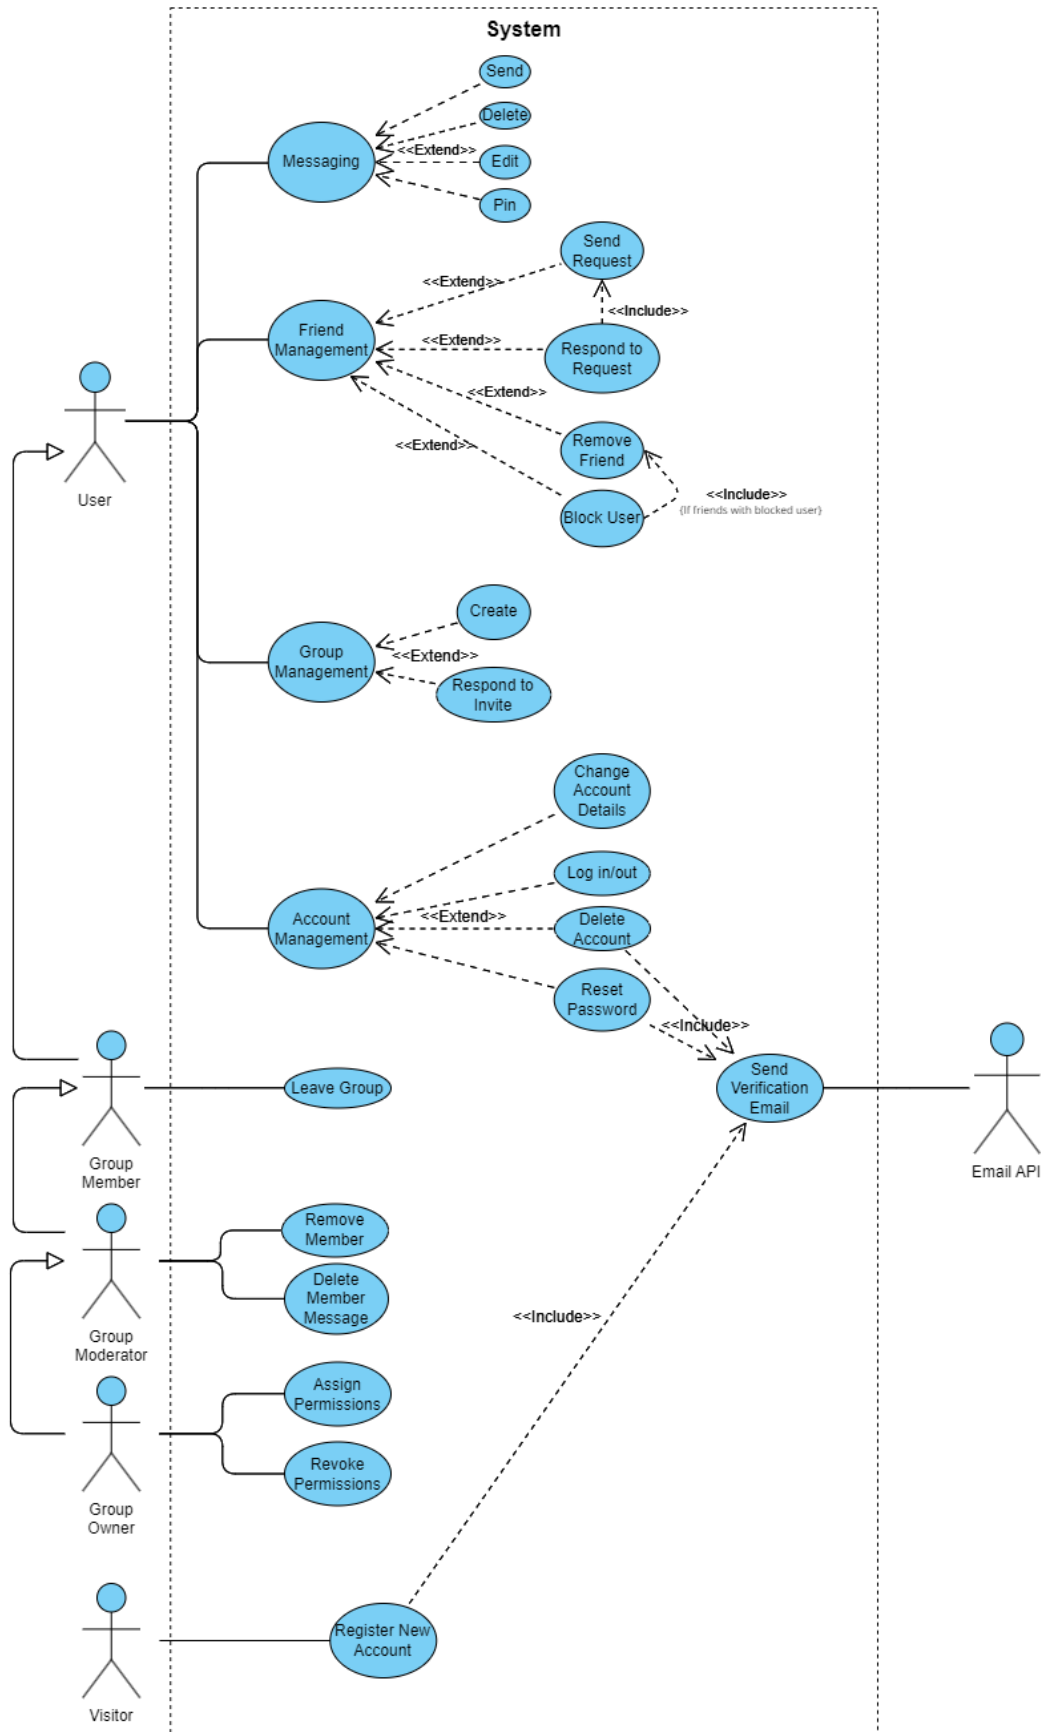 System
Send
Delete
<<Extend>>
Messaging
Edit
Pin
Send
Request
<<Extend>>
<<Include>>
Friend
Management
<<Extend>>
Respond to
Request
<<Extend>>
Remove
Friend
<<Extend>>
<<Include>>
{If friends with blocked user}
Block User
User
Create
Group
Management
<<Extend>>
Respond to
Invite
Change
Account
Details
Log in/out
Account
Management
<<Extend>>
Delete
Account
Reset
Password
<<Include>>
Send
Verification
Email
Leave Group
Group
Member
Email API
Remove
Member
Delete
Member
Message
Group
Moderator
<<Include>>
Assign
Permissions
Revoke
Permissions
Group
Owner
Register New
Account
Visitor